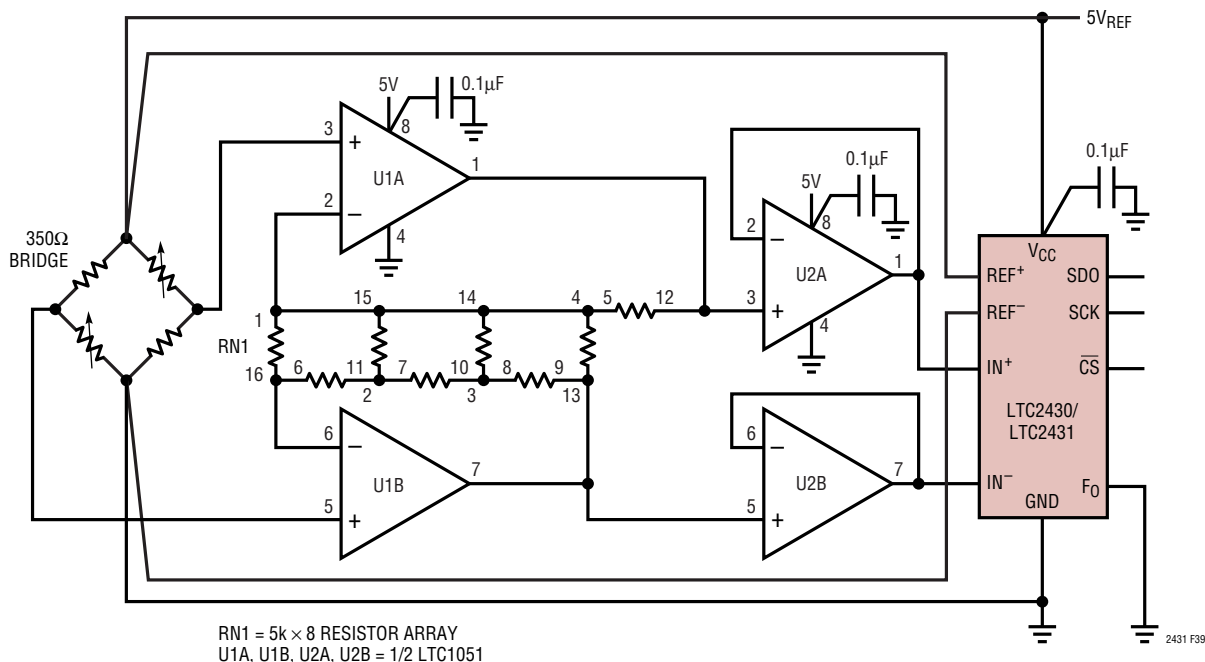 5VREF
5V
0.1µF
8
3
+
U1A
1
2
–
4
0.1µF
5V
8
2
–
U2A
1
3
+
4
0.1µF
350Ω
BRIDGE
VCC
REF+
SDO
REF–
SCK
IN+
CS
LTC2430/
LTC2431
IN–
FO
GND
15
14
4
5
12
1
RN1
16
6
11
7
10
8
9
2
3
13
6
–
U1B
7
5
+
6
–
U2B
7
5
+
RN1 = 5k × 8 RESISTOR ARRAY
U1A, U1B, U2A, U2B = 1/2 LTC1051
2431 F39